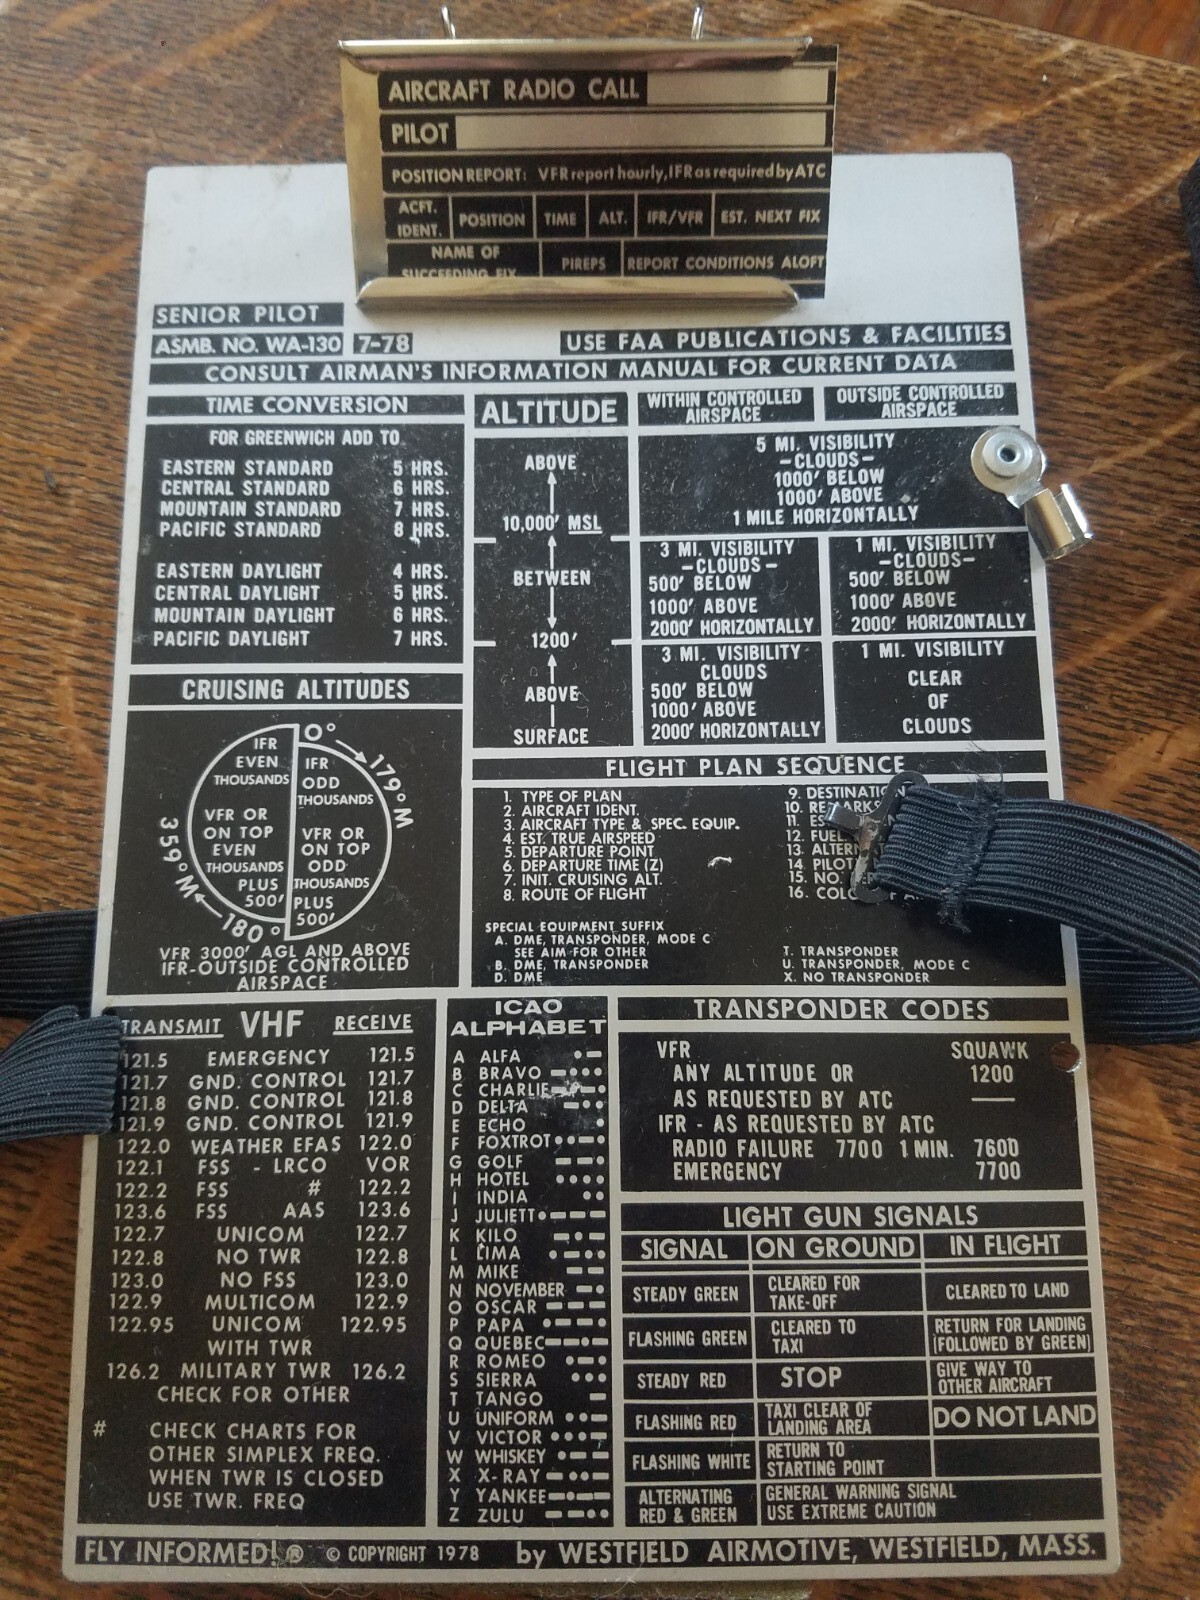 AIRCRAFT RADIO CALL
PILOT
POSITION REPORT: VFR report hourly, IFR as required by ATC
ACFT. IDENT. POSITION TIME ALT. IFR/VFR EST. NEXT FIX
NAME OF SUCCEEDING FIX PIREPS REPORT CONDITIONS ALOFT
SENIOR PILOT
ASMB. NO. WA-130 7-78 USE FAA PUBLICATIONS & FACILITIES
CONSULT AIRMAN'S INFORMATION MANUAL FOR CURRENT DATA
TIME CONVERSION
FOR GREENWICH ADD TO
EASTERN STANDARD 5 HRS.
CENTRAL STANDARD 6 HRS.
MOUNTAIN STANDARD 7 HRS.
PACIFIC STANDARD 8 HRS.
EASTERN DAYLIGHT 4 HRS.
CENTRAL DAYLIGHT 5 HRS.
MOUNTAIN DAYLIGHT 6 HRS.
PACIFIC DAYLIGHT 7 HRS.
ALTITUDE
ABOVE
10,000' MSL
BETWEEN
1200'
ABOVE
SURFACE
WITHIN CONTROLLED AIRSPACE
OUTSIDE CONTROLLED AIRSPACE
5 MI. VISIBILITY
-CLOUDS-
1000' BELOW
1000' ABOVE
1 MILE HORIZONTALLY
3 MI. VISIBILITY
-CLOUDS-
500' BELOW
1000' ABOVE
2000' HORIZONTALLY
1 MI. VISIBILITY
-CLOUDS-
500' BELOW
1000' ABOVE
2000' HORIZONTALLY
3 MI. VISIBILITY
CLOUDS
500' BELOW
1000' ABOVE
2000' HORIZONTALLY
1 MI. VISIBILITY
CLEAR
OF
CLOUDS
CRUISING ALTITUDES
0° 179°M
180° 359°M
IFR
EVEN
THOUSANDS
VFR OR
ON TOP
EVEN
THOUSANDS
PLUS
500'
IFR
ODD
THOUSANDS
VFR OR
ON TOP
ODD
THOUSANDS
PLUS
500'
VFR 3000' AGL AND ABOVE
IFR-OUTSIDE CONTROLLED
AIRSPACE
FLIGHT PLAN SEQUENCE
1. TYPE OF PLAN
2. AIRCRAFT IDENT.
3. AIRCRAFT TYPE & SPEC. EQUIP.
4. EST. TRUE AIRSPEED
5. DEPARTURE POINT
6. DEPARTURE TIME (Z)
7. INIT. CRUISING ALT.
8. ROUTE OF FLIGHT
9. DESTINATION
10. REMARKS
11.
12. FUEL
13.
14. PILOT
15. NO.
16.
SPECIAL EQUIPMENT SUFFIX
A. DME, TRANSPONDER, MODE C
SEE AIM FOR OTHER
B. DME, TRANSPONDER
D. DME
T. TRANSPONDER
U. TRANSPONDER, MODE C
X. NO TRANSPONDER
TRANSMIT VHF RECEIVE
121.5 EMERGENCY 121.5
121.7 GND. CONTROL 121.7
121.8 GND. CONTROL 121.8
121.9 GND. CONTROL 121.9
122.0 WEATHER EFAS 122.0
122.1 FSS - LRCO VOR
122.2 FSS # 122.2
123.6 FSS AAS 123.6
122.7 UNICOM 122.7
122.8 NO TWR 122.8
123.0 NO FSS 123.0
122.9 MULTICOM 122.9
122.95 UNICOM 122.95
WITH TWR
126.2 MILITARY TWR 126.2
CHECK FOR OTHER
# CHECK CHARTS FOR
OTHER SIMPLEX FREQ.
WHEN TWR IS CLOSED
USE TWR. FREQ
ICAO
ALPHABET
A ALFA •—
B BRAVO —•••
C CHARLIE —•—•
D DELTA —••
E ECHO •
F FOXTROT ••—•
G GOLF ——•
H HOTEL ••••
I INDIA ••
J JULIETT •———
K KILO —•—
L LIMA •—••
M MIKE ——
N NOVEMBER —•
O OSCAR ———
P PAPA •——•
Q QUEBEC ——•—
R ROMEO •—•
S SIERRA •••
T TANGO —
U UNIFORM ••—
V VICTOR •••—
W WHISKEY •——
X X-RAY —••—
Y YANKEE —•——
Z ZULU ——••
TRANSPONDER CODES
VFR SQUAWK
ANY ALTITUDE OR 1200
AS REQUESTED BY ATC ——
IFR - AS REQUESTED BY ATC
RADIO FAILURE 7700 1 MIN. 7600
EMERGENCY 7700
LIGHT GUN SIGNALS
SIGNAL ON GROUND IN FLIGHT
STEADY GREEN CLEARED FOR TAKE-OFF CLEARED TO LAND
FLASHING GREEN CLEARED TO TAXI RETURN FOR LANDING (FOLLOWED BY GREEN)
STEADY RED STOP GIVE WAY TO OTHER AIRCRAFT
FLASHING RED TAXI CLEAR OF LANDING AREA DO NOT LAND
FLASHING WHITE RETURN TO STARTING POINT
ALTERNATING RED & GREEN GENERAL WARNING SIGNAL USE EXTREME CAUTION
FLY INFORMED!® © COPYRIGHT 1978 by WESTFIELD AIRMOTIVE, WESTFIELD, MASS.